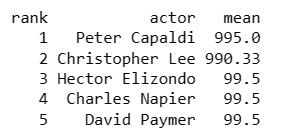 rank actor mean
1 Peter Capaldi 995.0
2 Christopher Lee 990.33
3 Hector Elizondo 99.5
4 Charles Napier 99.5
5 David Paymer 99.5